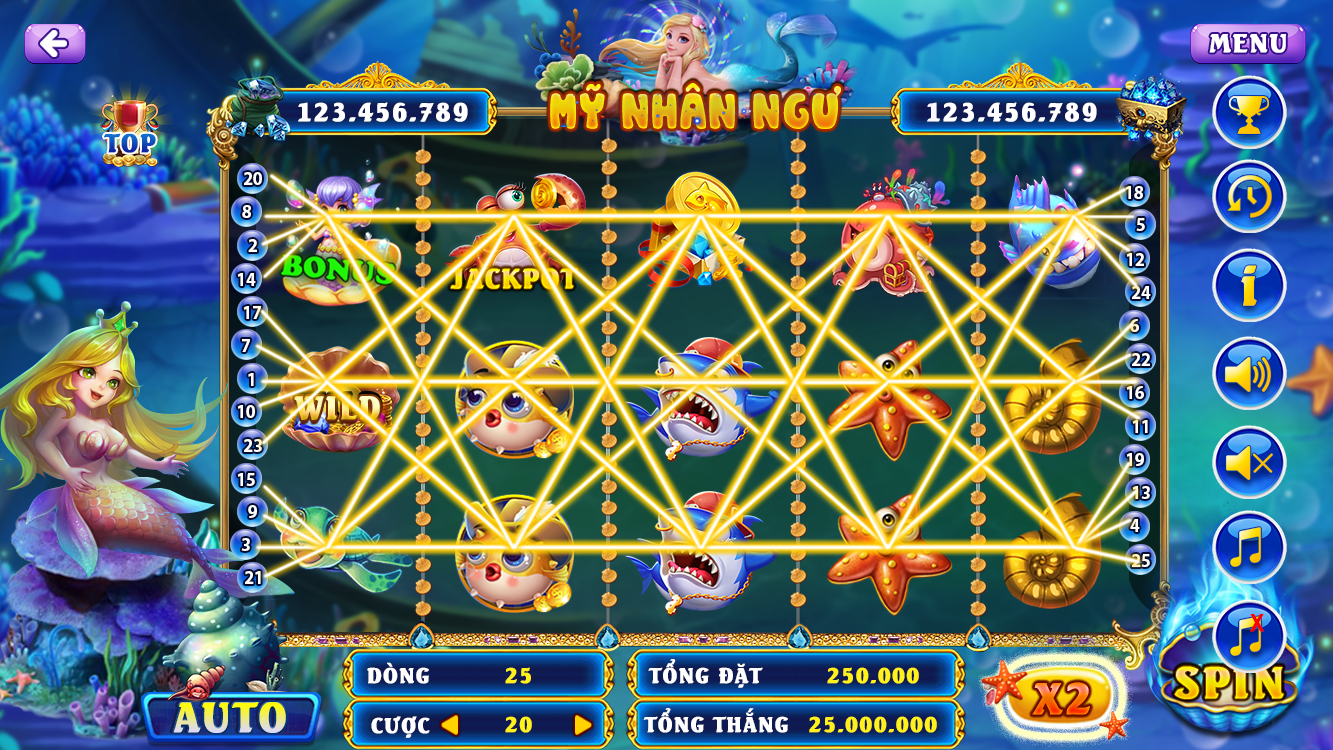 MENU
MỸ NHÂN NGƯ
123.456.789
123.456.789
TOP
20
8
2
14
17
7
1
10
23
15
9
3
21
18
5
12
24
6
22
16
11
19
13
4
25
BONUS
JACKPOT
WILD
i
DÒNG 25
TỔNG ĐẶT 250.000
CƯỢC 20
TỔNG THẮNG 25.000.000
AUTO
X2
SPIN